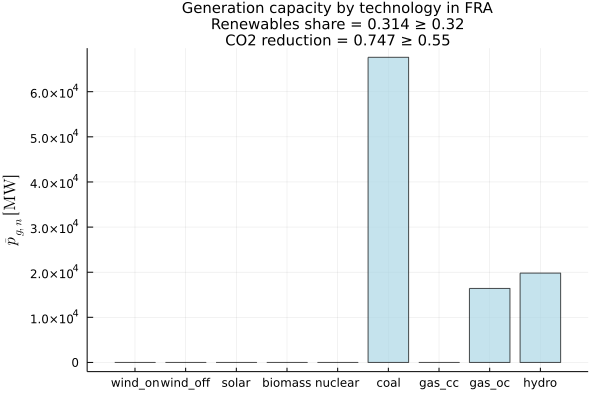 Generation capacity by technology in FRA
Renewables share = 0.314 ≥ 0.32
CO2 reduction = 0.747 ≥ 0.55
p̄_{g,n} [MW]
6.0×10⁴
5.0×10⁴
4.0×10⁴
3.0×10⁴
2.0×10⁴
1.0×10⁴
0
wind_on wind_off solar biomass nuclear coal gas_cc gas_oc hydro